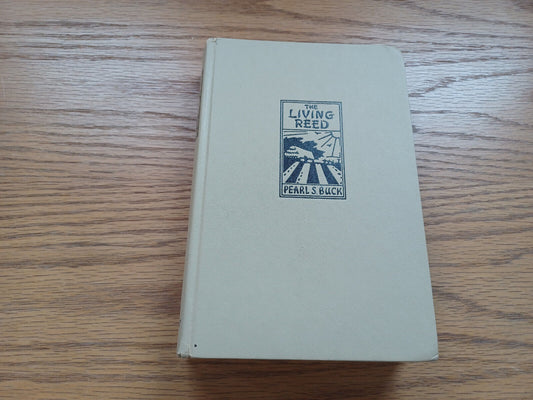 THE
LIVING
REED
PEARL S. BUCK